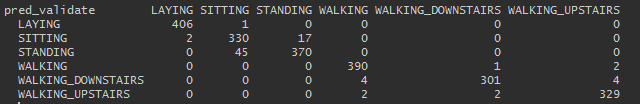 pred_validate LAYING SITTING STANDING WALKING WALKING_DOWNSTAIRS WALKING_UPSTAIRS
LAYING 406 1 0 0 0 0
SITTING 2 330 17 0 0 0
STANDING 0 45 370 0 0 0
WALKING 0 0 0 390 1 2
WALKING_DOWNSTAIRS 0 0 0 4 301 4
WALKING_UPSTAIRS 0 0 0 2 2 329